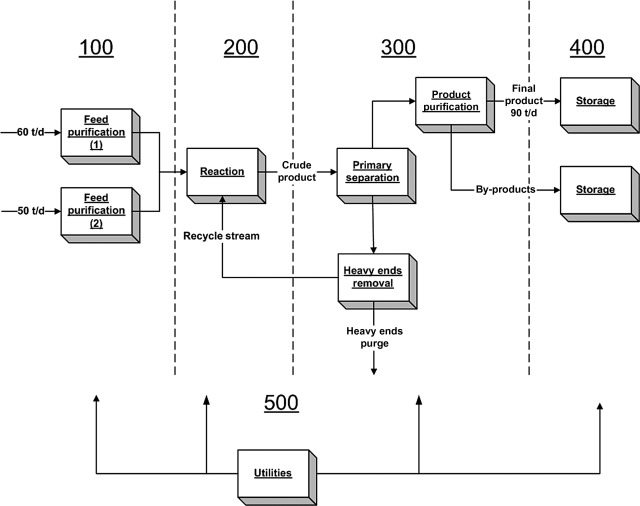 100
200
300
400
Feed
purification
(1)
60 t/d
Feed
purification
(2)
50 t/d
Reaction
Crude
product
Primary
separation
Product
purification
Final
product
90 t/d
Storage
By-products
Storage
Recycle stream
Heavy ends
removal
Heavy ends
purge
500
Utilities